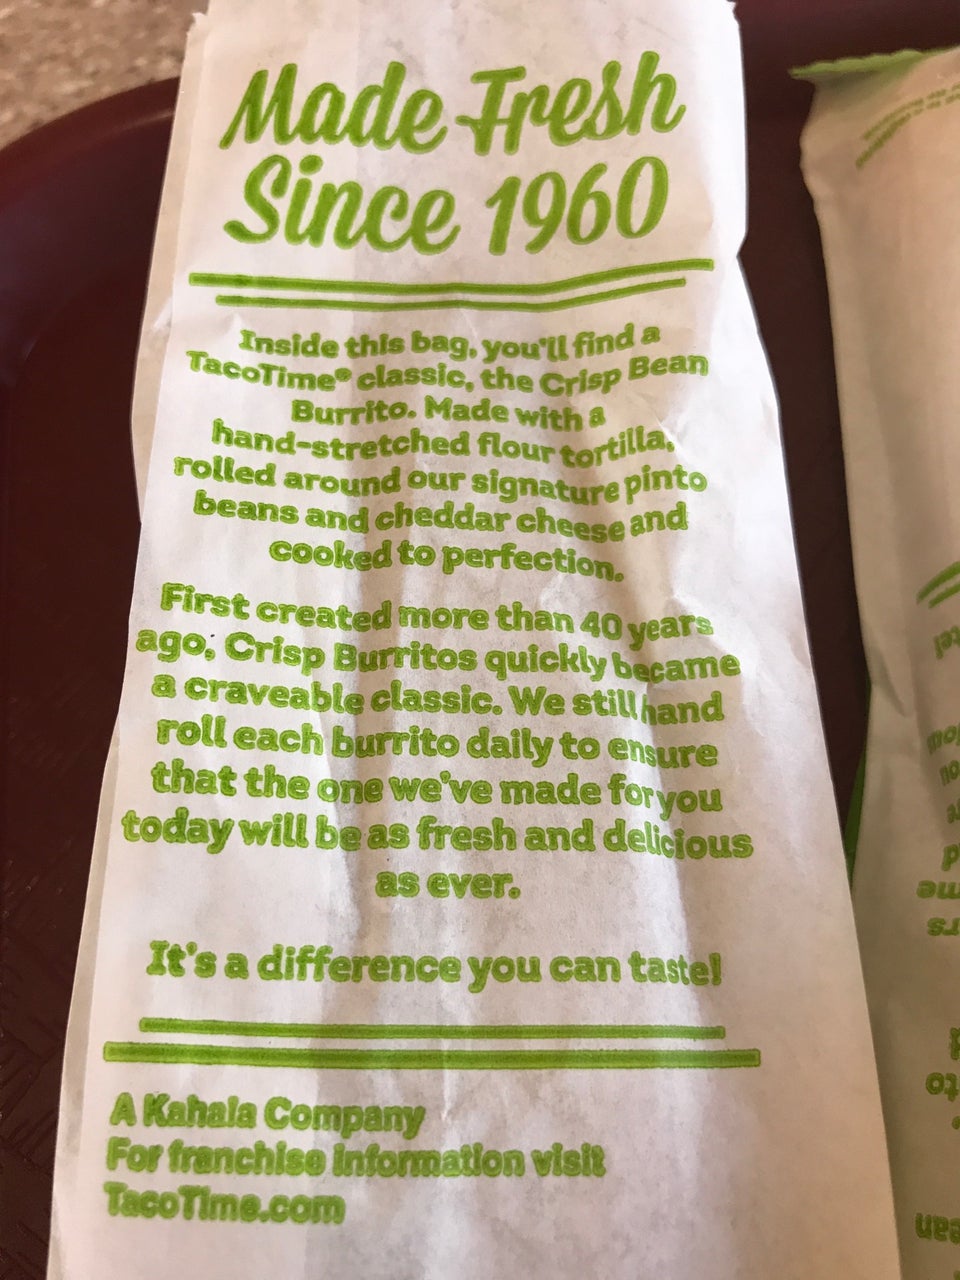 Made Fresh
Since 1960
Inside this bag, you'll find a
TacoTime® classic, the Crisp Bean
Burrito. Made with a
hand-stretched flour tortilla,
rolled around our signature pinto
beans and cheddar cheese and
cooked to perfection.
First created more than 40 years
ago, Crisp Burritos quickly became
a craveable classic. We still hand
roll each burrito daily to ensure
that the one we've made for you
today will be as fresh and delicious
as ever.
It's a difference you can taste!
A Kahala Company
For franchise information visit
TacoTime.com